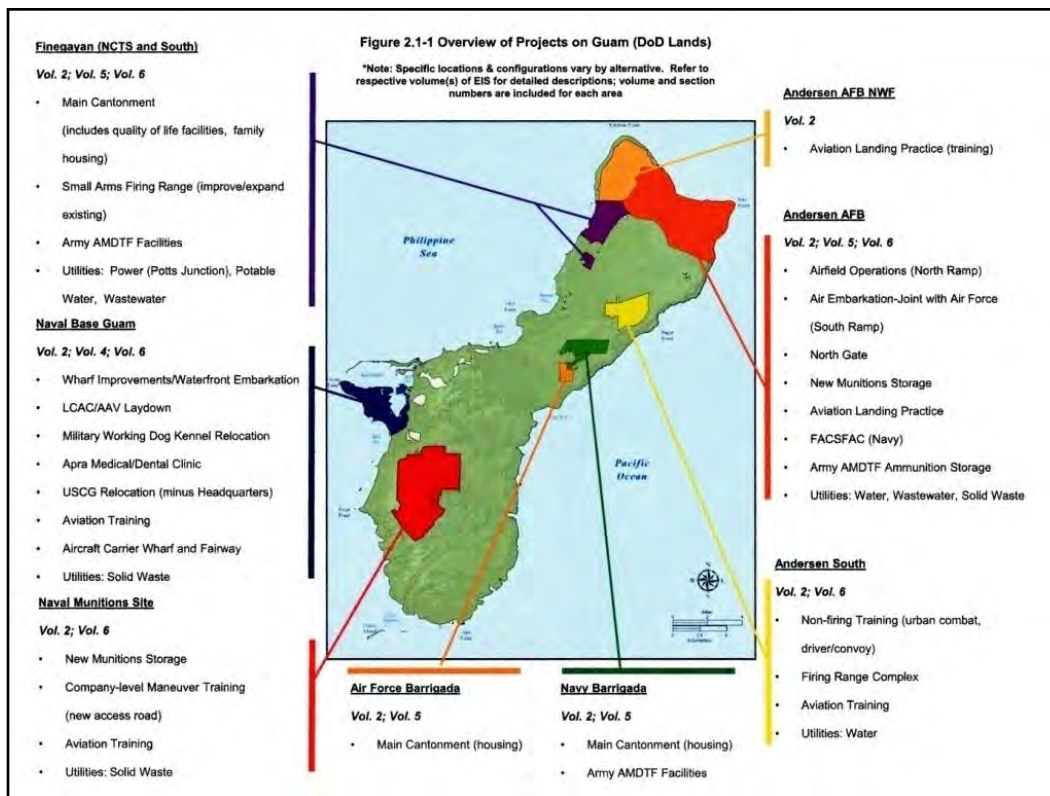 Figure 2.1-1 Overview of Projects on Guam (DoD Lands)
*Note: Specific locations & configurations vary by alternative. Refer to
respective volume(s) of EIS for detailed descriptions; volume and section
numbers are included for each area
Finegayan (NCTS and South)
Vol. 2; Vol. 5; Vol. 6
• Main Cantonment
(includes quality of life facilities, family
housing)
• Small Arms Firing Range (improve/expand
existing)
• Army AMDTF Facilities
• Utilities: Power (Potts Junction), Potable
Water, Wastewater
Naval Base Guam
Vol. 2; Vol. 4; Vol. 6
• Wharf Improvements/Waterfront Embarkation
• LCAC/AAV Laydown
• Military Working Dog Kennel Relocation
• Apra Medical/Dental Clinic
• USCG Relocation (minus Headquarters)
• Aviation Training
• Aircraft Carrier Wharf and Fairway
• Utilities: Solid Waste
Naval Munitions Site
Vol. 2; Vol. 6
• New Munitions Storage
• Company-level Maneuver Training
(new access road)
• Aviation Training
• Utilities: Solid Waste
Philippine
Sea
Pacific
Ocean
Air Force Barrigada
Vol. 2; Vol. 5
• Main Cantonment (housing)
Navy Barrigada
Vol. 2; Vol. 5
• Main Cantonment (housing)
• Army AMDTF Facilities
Andersen AFB NWF
Vol. 2
• Aviation Landing Practice (training)
Andersen AFB
Vol. 2; Vol. 5; Vol. 6
• Airfield Operations (North Ramp)
• Air Embarkation-Joint with Air Force
(South Ramp)
• North Gate
• New Munitions Storage
• Aviation Landing Practice
• FACSFAC (Navy)
• Army AMDTF Ammunition Storage
• Utilities: Water, Wastewater, Solid Waste
Andersen South
Vol. 2; Vol. 6
• Non-firing Training (urban combat,
driver/convoy)
• Firing Range Complex
• Aviation Training
• Utilities: Water